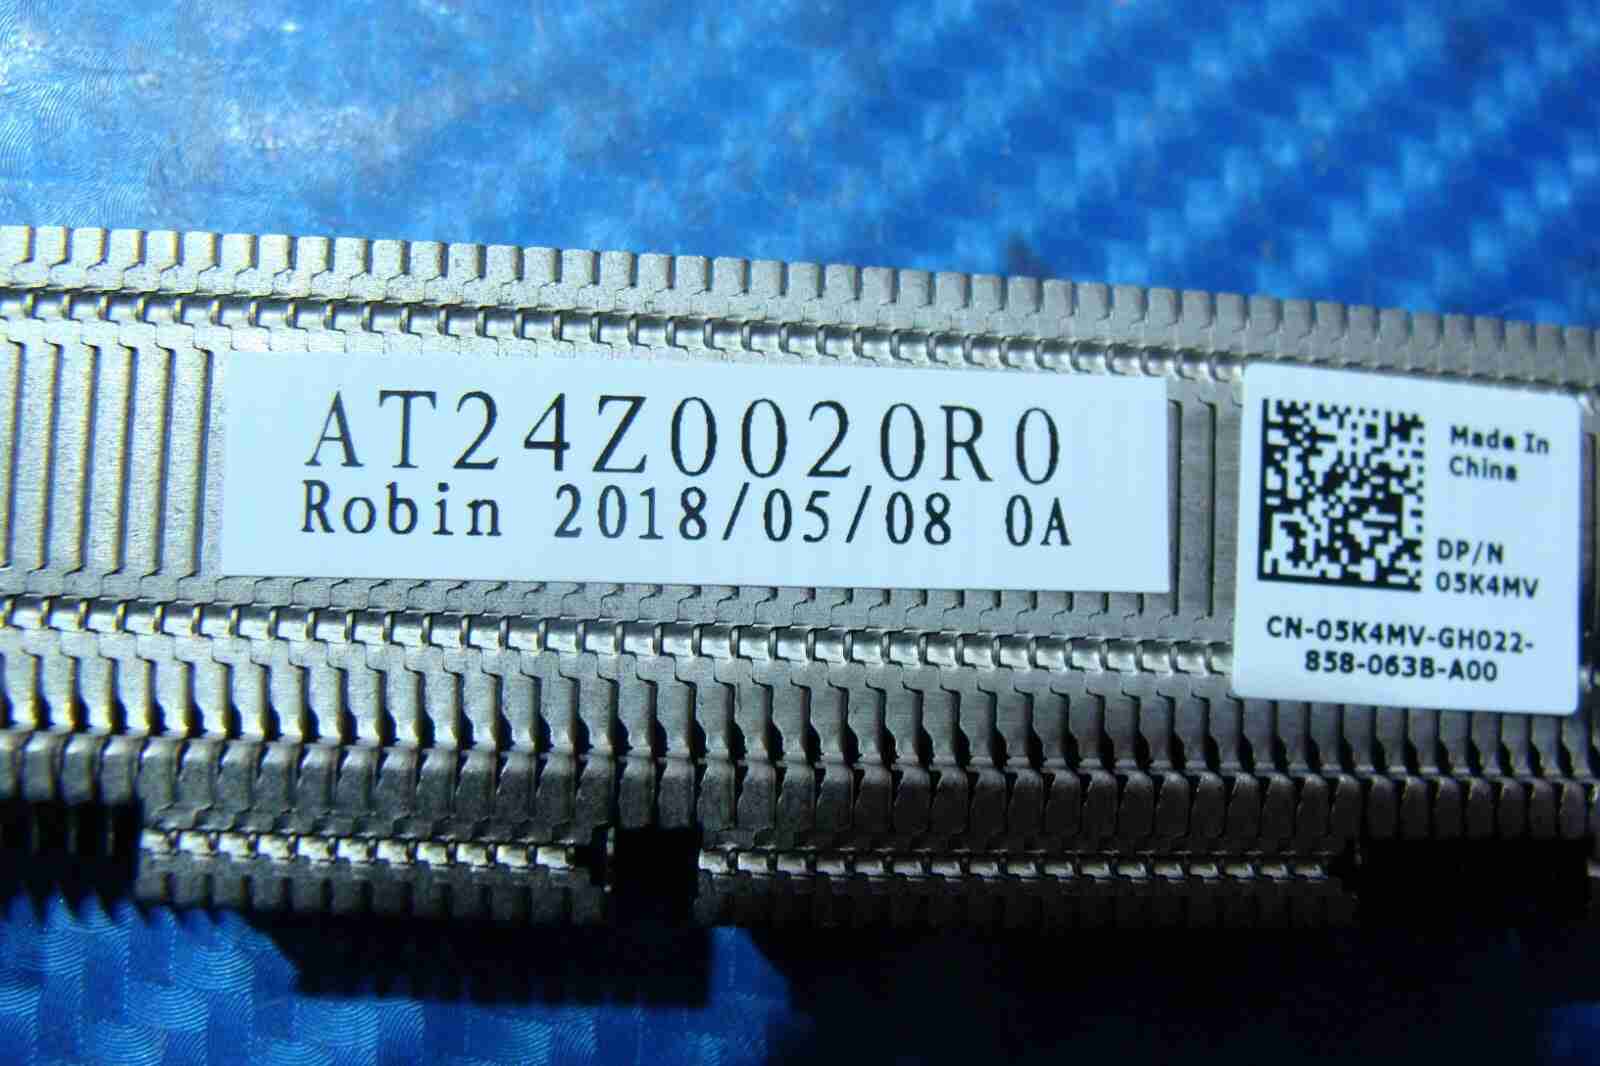 AT24Z0020R0
Robin 2018/05/08 0A
Made In
China
DP/N
05K4MV
CN-05K4MV-GH022-
858-063B-A00